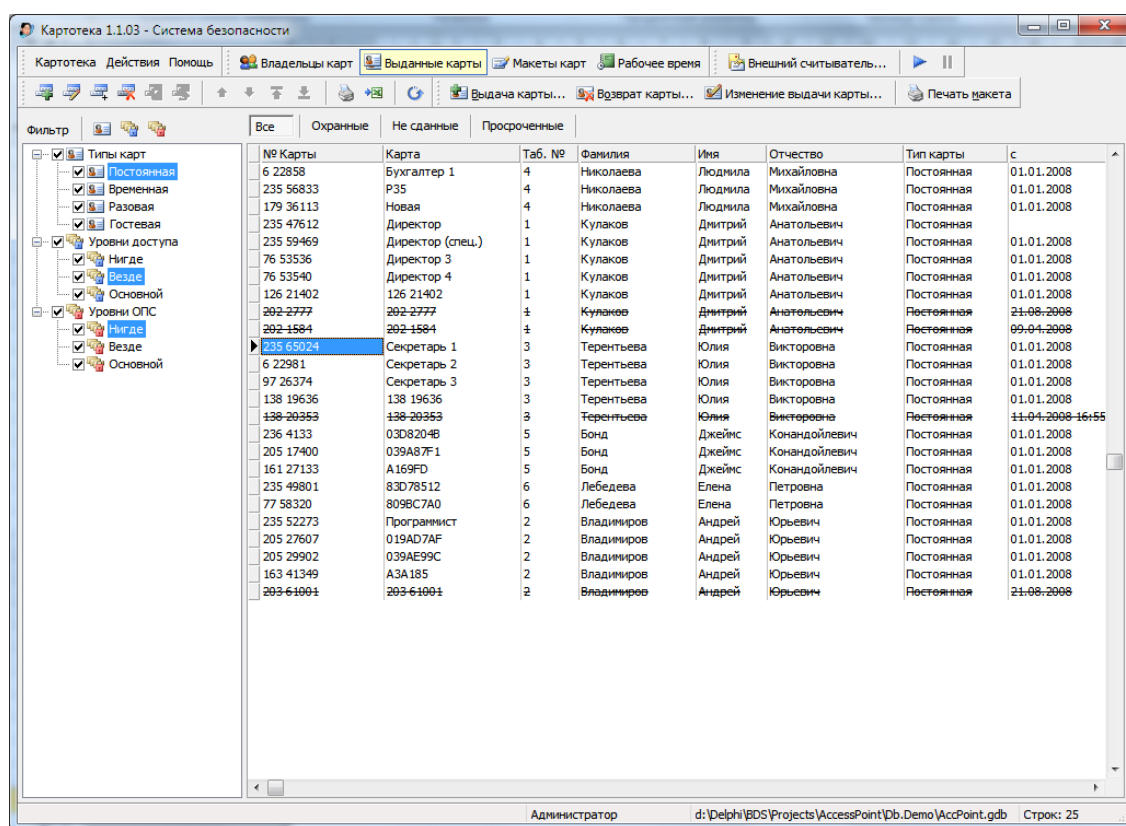 Картотека 1.1.03 - Система безопасности
Картотека Действия Помощь Владельцы карт Выданные карты Макеты карт Рабочее время Внешний считыватель...
Выдача карты... Возврат карты... Изменение выдачи карты... Печать макета
Фильтр Все Охранные Не сданные Просроченные
Типы карт
Постоянная
Временная
Разовая
Гостевая
Уровни доступа
Нигде
Везде
Основной
Уровни ОПС
Нигде
Везде
Основной
№ Карты Карта Таб. № Фамилия Имя Отчество Тип карты с
6 22858 Бухгалтер 1 4 Николаева Людмила Михайловна Постоянная 01.01.2008
235 56833 P35 4 Николаева Людмила Михайловна Постоянная 01.01.2008
179 36113 Новая 4 Николаева Людмила Михайловна Постоянная 01.01.2008
235 47612 Директор 1 Кулаков Дмитрий Анатольевич Постоянная
235 59469 Директор (спец.) 1 Кулаков Дмитрий Анатольевич Постоянная 01.01.2008
76 53536 Директор 3 1 Кулаков Дмитрий Анатольевич Постоянная 01.01.2008
76 53540 Директор 4 1 Кулаков Дмитрий Анатольевич Постоянная 01.01.2008
126 21402 126 21402 1 Кулаков Дмитрий Анатольевич Постоянная 01.01.2008
202 2777 202 2777 1 Кулаков Дмитрий Анатольевич Постоянная 21.08.2008
202 1584 202 1584 1 Кулаков Дмитрий Анатольевич Постоянная 09.04.2008
235 65024 Секретарь 1 3 Терентьева Юлия Викторовна Постоянная 01.01.2008
6 22981 Секретарь 2 3 Терентьева Юлия Викторовна Постоянная 01.01.2008
97 26374 Секретарь 3 3 Терентьева Юлия Викторовна Постоянная 01.01.2008
138 19636 138 19636 3 Терентьева Юлия Викторовна Постоянная 01.01.2008
138 20353 138 20353 3 Терентьева Юлия Викторовна Постоянная 11.04.2008 16:55
236 4133 03D8204B 5 Бонд Джеймс Конандойлевич Постоянная 01.01.2008
205 17400 039A87F1 5 Бонд Джеймс Конандойлевич Постоянная 01.01.2008
161 27133 A169FD 5 Бонд Джеймс Конандойлевич Постоянная 01.01.2008
235 49801 83D78512 6 Лебедева Елена Петровна Постоянная 01.01.2008
77 58320 809BC7A0 6 Лебедева Елена Петровна Постоянная 01.01.2008
235 52273 Программист 2 Владимиров Андрей Юрьевич Постоянная 01.01.2008
205 27607 019AD7AF 2 Владимиров Андрей Юрьевич Постоянная 01.01.2008
205 29902 039AE99C 2 Владимиров Андрей Юрьевич Постоянная 01.01.2008
163 41349 A3A185 2 Владимиров Андрей Юрьевич Постоянная 01.01.2008
203 61001 203 61001 2 Владимиров Андрей Юрьевич Постоянная 21.08.2008
Администратор d:\Delphi\BDS\Projects\AccessPoint\Db.Demo\AccPoint.gdb Строк: 25